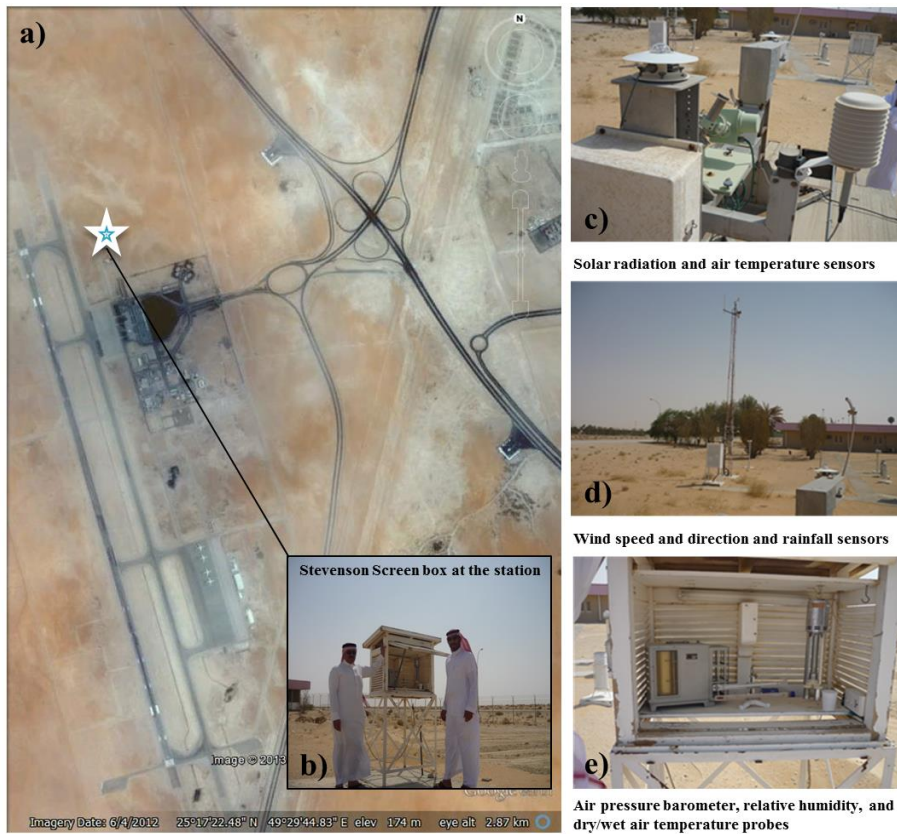 a)
N
Image © 2013
Google
Imagery Date: 6/4/2012 25°17'22.48" N 49°29'44.83" E elev 174 m eye alt 2.87 km
Stevenson Screen box at the station
b)
c)
Solar radiation and air temperature sensors
d)
Wind speed and direction and rainfall sensors
e)
Air pressure barometer, relative humidity, and
dry/wet air temperature probes